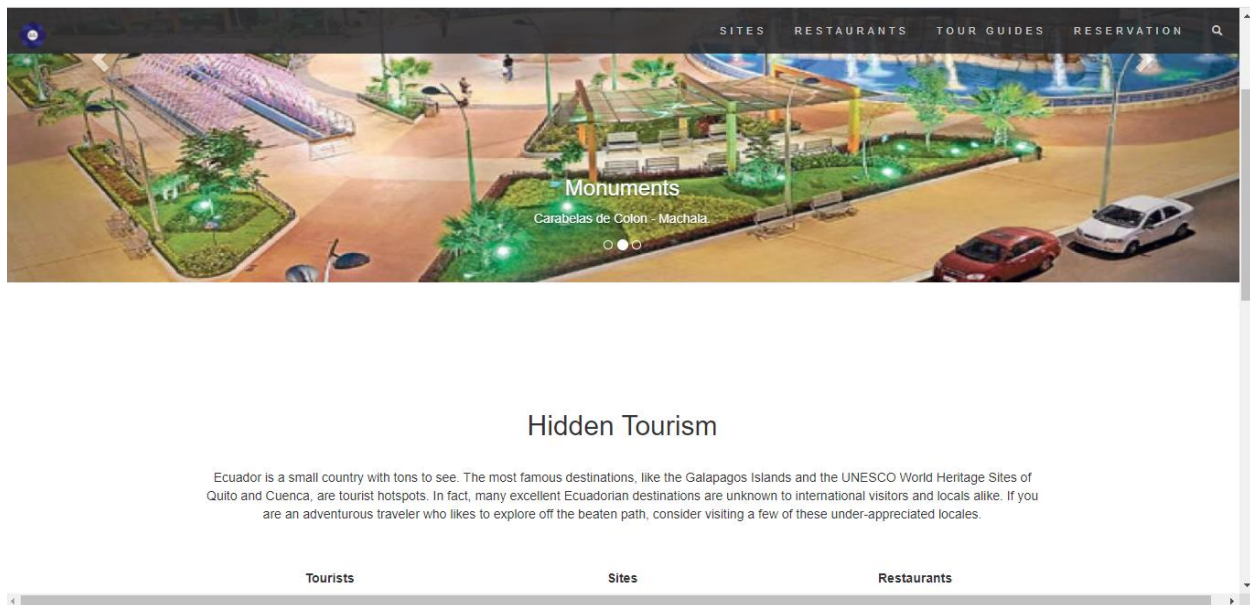 SITES RESTAURANTS TOUR GUIDES RESERVATION
Monuments
Carabelas de Colon - Machala.
Hidden Tourism
Ecuador is a small country with tons to see. The most famous destinations, like the Galapagos Islands and the UNESCO World Heritage Sites of
Quito and Cuenca, are tourist hotspots. In fact, many excellent Ecuadorian destinations are unknown to international visitors and locals alike. If you
are an adventurous traveler who likes to explore off the beaten path, consider visiting a few of these under-appreciated locales.
Tourists Sites Restaurants